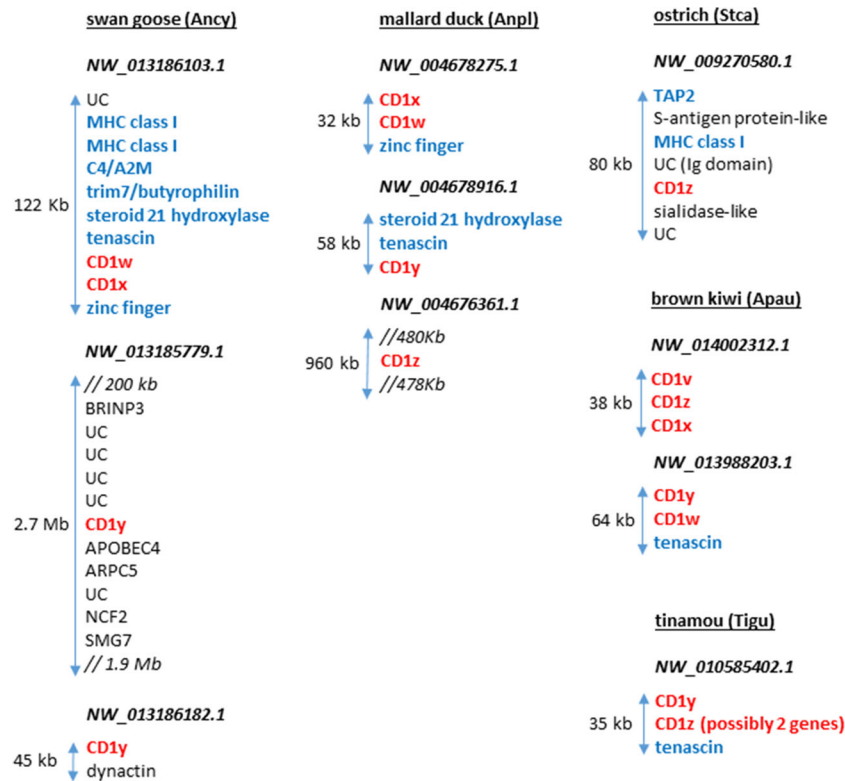 swan goose (Ancy)
NW_013186103.1
122 Kb
UC
MHC class I
MHC class I
C4/A2M
trim7/butyrophilin
steroid 21 hydroxylase
tenascin
CD1w
CD1x
zinc finger
NW_013185779.1
2.7 Mb
// 200 kb
BRINP3
UC
UC
UC
UC
CD1y
APOBEC4
ARPC5
UC
NCF2
SMG7
// 1.9 Mb
NW_013186182.1
45 kb
CD1y
dynactin
mallard duck (Anpl)
NW_004678275.1
32 kb
CD1x
CD1w
zinc finger
NW_004678916.1
58 kb
steroid 21 hydroxylase
tenascin
CD1y
NW_004676361.1
960 kb
//480Kb
CD1z
//478Kb
ostrich (Stca)
NW_009270580.1
80 kb
TAP2
S-antigen protein-like
MHC class I
UC (Ig domain)
CD1z
sialidase-like
UC
brown kiwi (Apau)
NW_014002312.1
38 kb
CD1v
CD1z
CD1x
NW_013988203.1
64 kb
CD1y
CD1w
tenascin
tinamou (Tigu)
NW_010585402.1
35 kb
CD1y
CD1z (possibly 2 genes)
tenascin